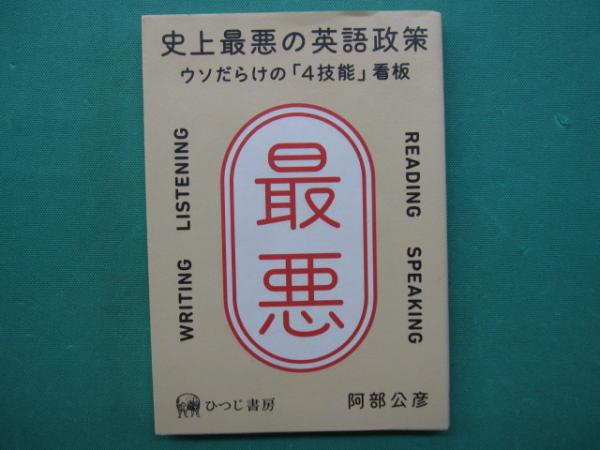 史上最悪の英語政策
ウソだらけの「4技能」看板
WRITING LISTENING
最悪
READING SPEAKING
ひつじ書房
阿部公彦